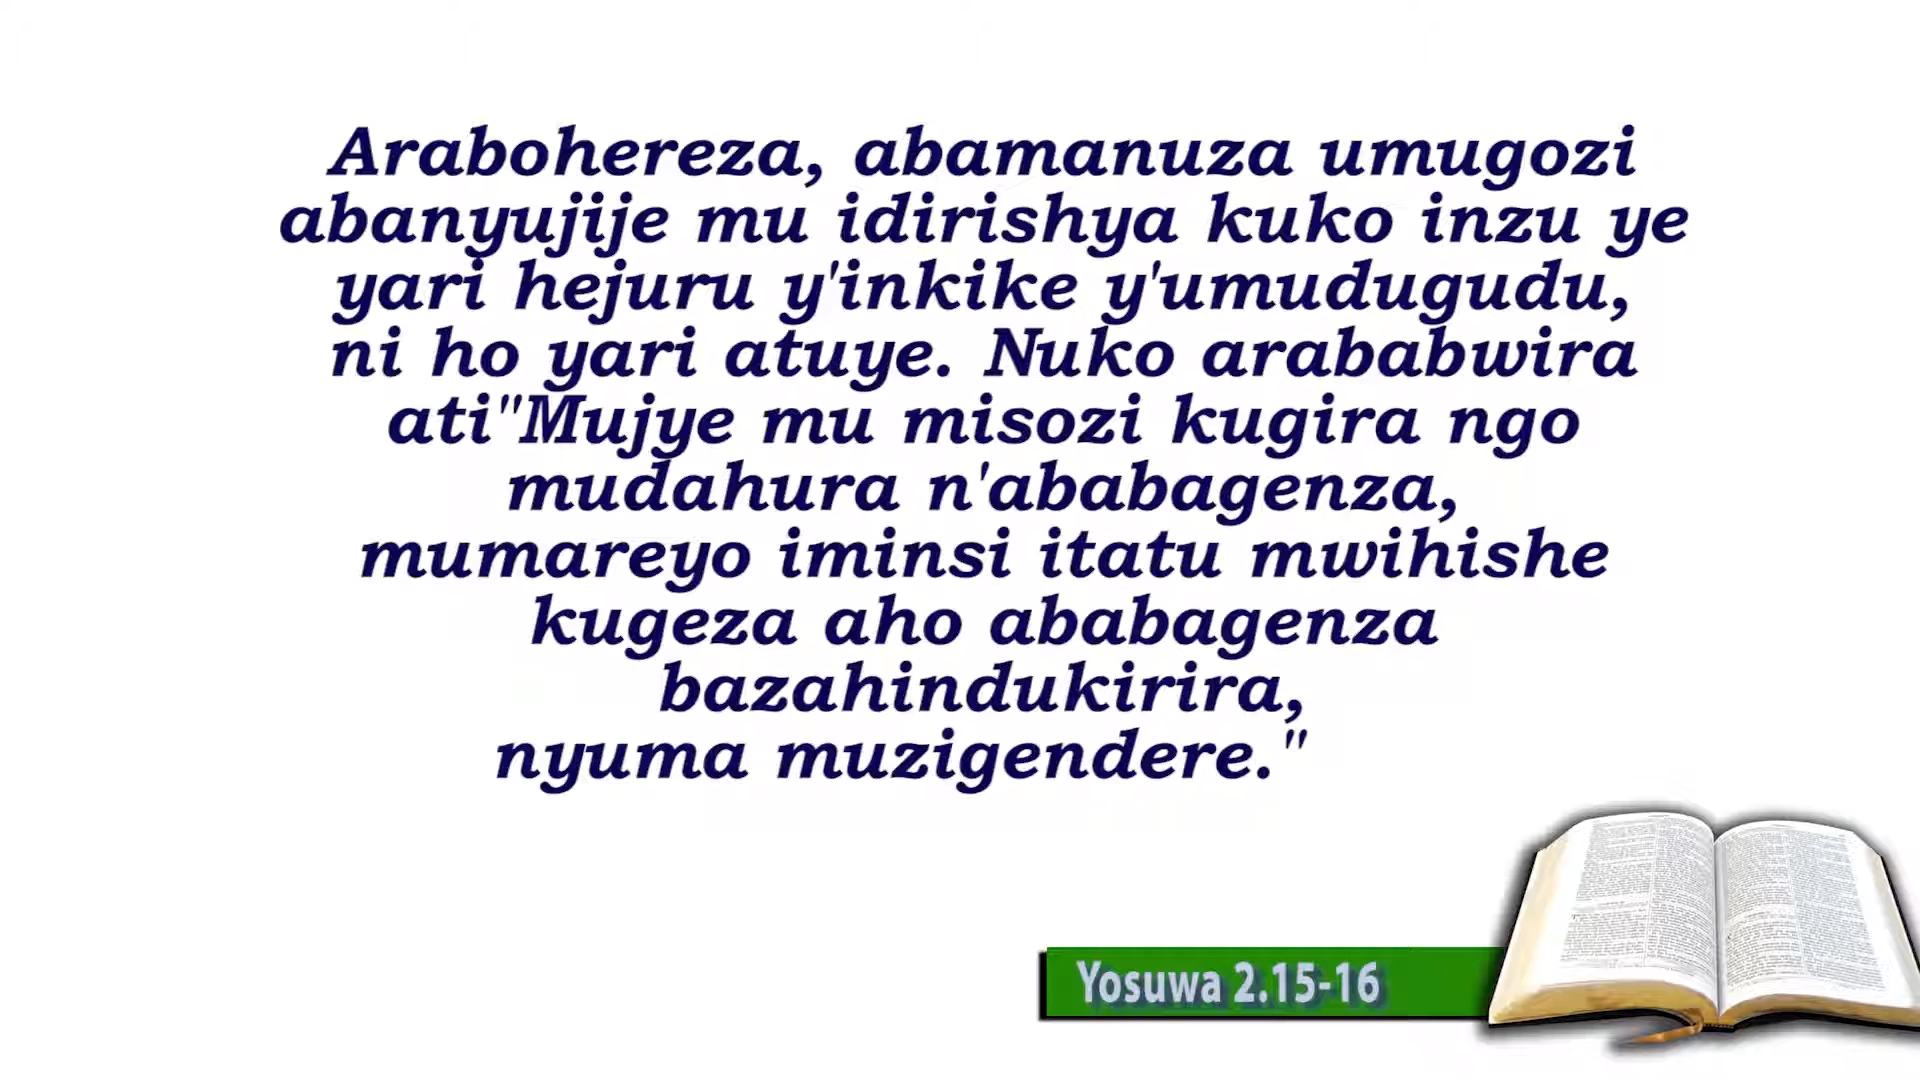 Arabohereza, abamanuza umugozi
abanyujije mu idirishya kuko inzu ye
yari hejuru y'inkike y'umudugudu,
ni ho yari atuye. Nuko arababwira
ati"Mujye mu misozi kugira ngo
mudahura n'ababagenza,
mumareyo iminsi itatu mwihishe
kugeza aho ababagenza
bazahindukirira,
nyuma muzigendere."
Yosuwa 2.15-16